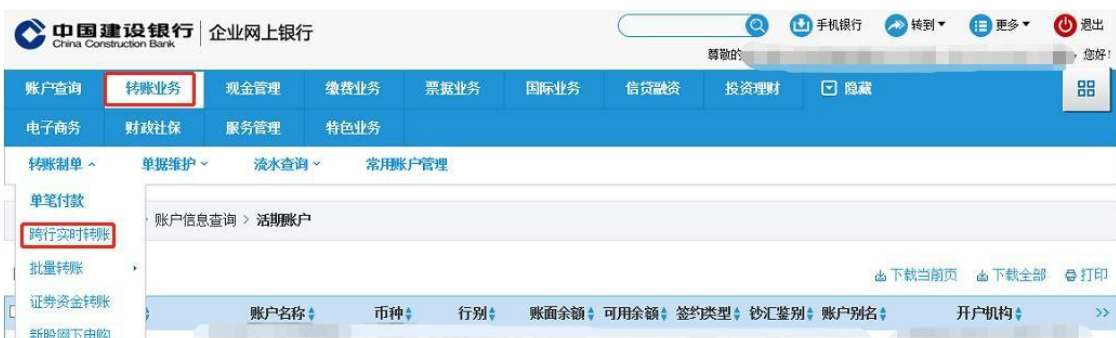 中国建设银行 企业网上银行
China Construction Bank
手机银行 转到 更多 退出
尊敬的 您好!
账户查询 转账业务 现金管理 缴费业务 票据业务 国际业务 信贷融资 投资理财 隐藏
电子商务 财政社保 服务管理 特色业务
转账制单 单据维护 流水查询 常用账户管理
单笔付款
账户信息查询 > 活期账户
跨行实时转账
批量转账
下载当前页 下载全部 打印
证券资金转账
账户名称 币种 行别 账面余额 可用余额 签约类型 钞汇鉴别 账户别名 开户机构 >>
新股网下申购